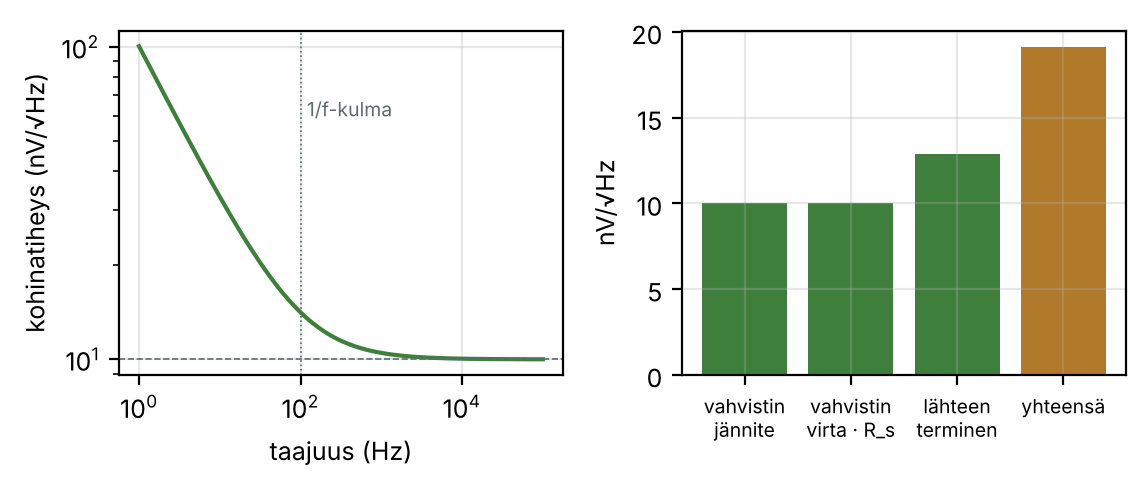 kohinatiheys (nV/√Hz)
10²
10¹
1/f-kulma
10⁰
10²
10⁴
taajuus (Hz)
nV/√Hz
20
15
10
5
0
vahvistin
jännite
vahvistin
virta · R_s
lähteen
terminen
yhteensä